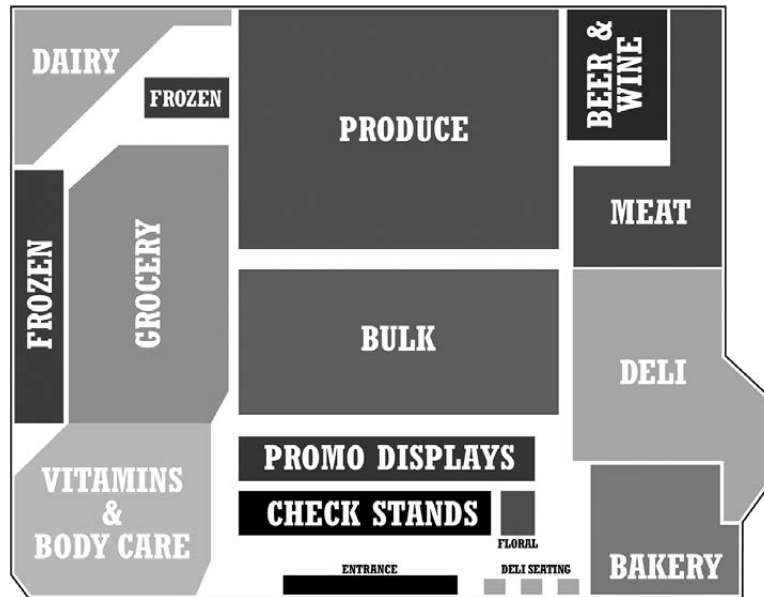 DAIRY
FROZEN
PRODUCE
BEER &
WINE
MEAT
FROZEN
GROCERY
BULK
DELI
VITAMINS
&
BODY CARE
PROMO DISPLAYS
CHECK STANDS
FLORAL
ENTRANCE
DELI SEATING
BAKERY